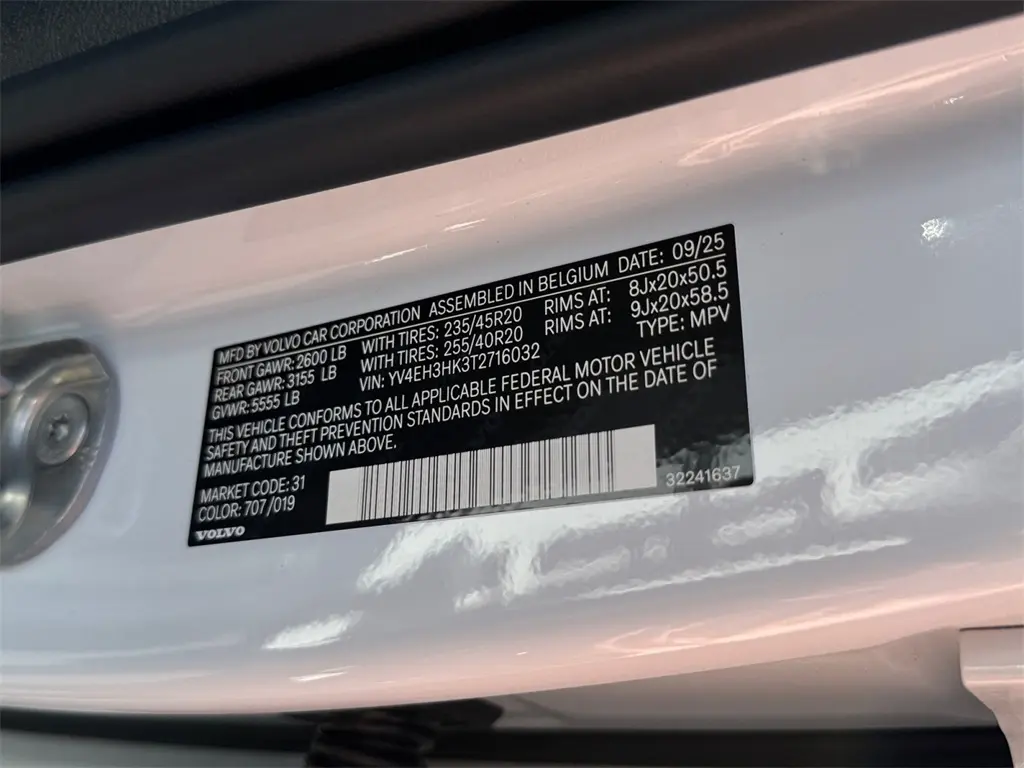 MFD BY VOLVO CAR CORPORATION ASSEMBLED IN BELGIUM DATE: 09/25
FRONT GAWR: 2600 LB WITH TIRES: 235/45R20 RIMS AT: 8Jx20x50.5
REAR GAWR: 3155 LB WITH TIRES: 255/40R20 RIMS AT: 9Jx20x58.5
GVWR: 5555 LB VIN: YV4EH3HK3T2716032 TYPE: MPV
THIS VEHICLE CONFORMS TO ALL APPLICABLE FEDERAL MOTOR VEHICLE
SAFETY AND THEFT PREVENTION STANDARDS IN EFFECT ON THE DATE OF
MANUFACTURE SHOWN ABOVE.
MARKET CODE: 31
COLOR: 707/019
32241637
VOLVO